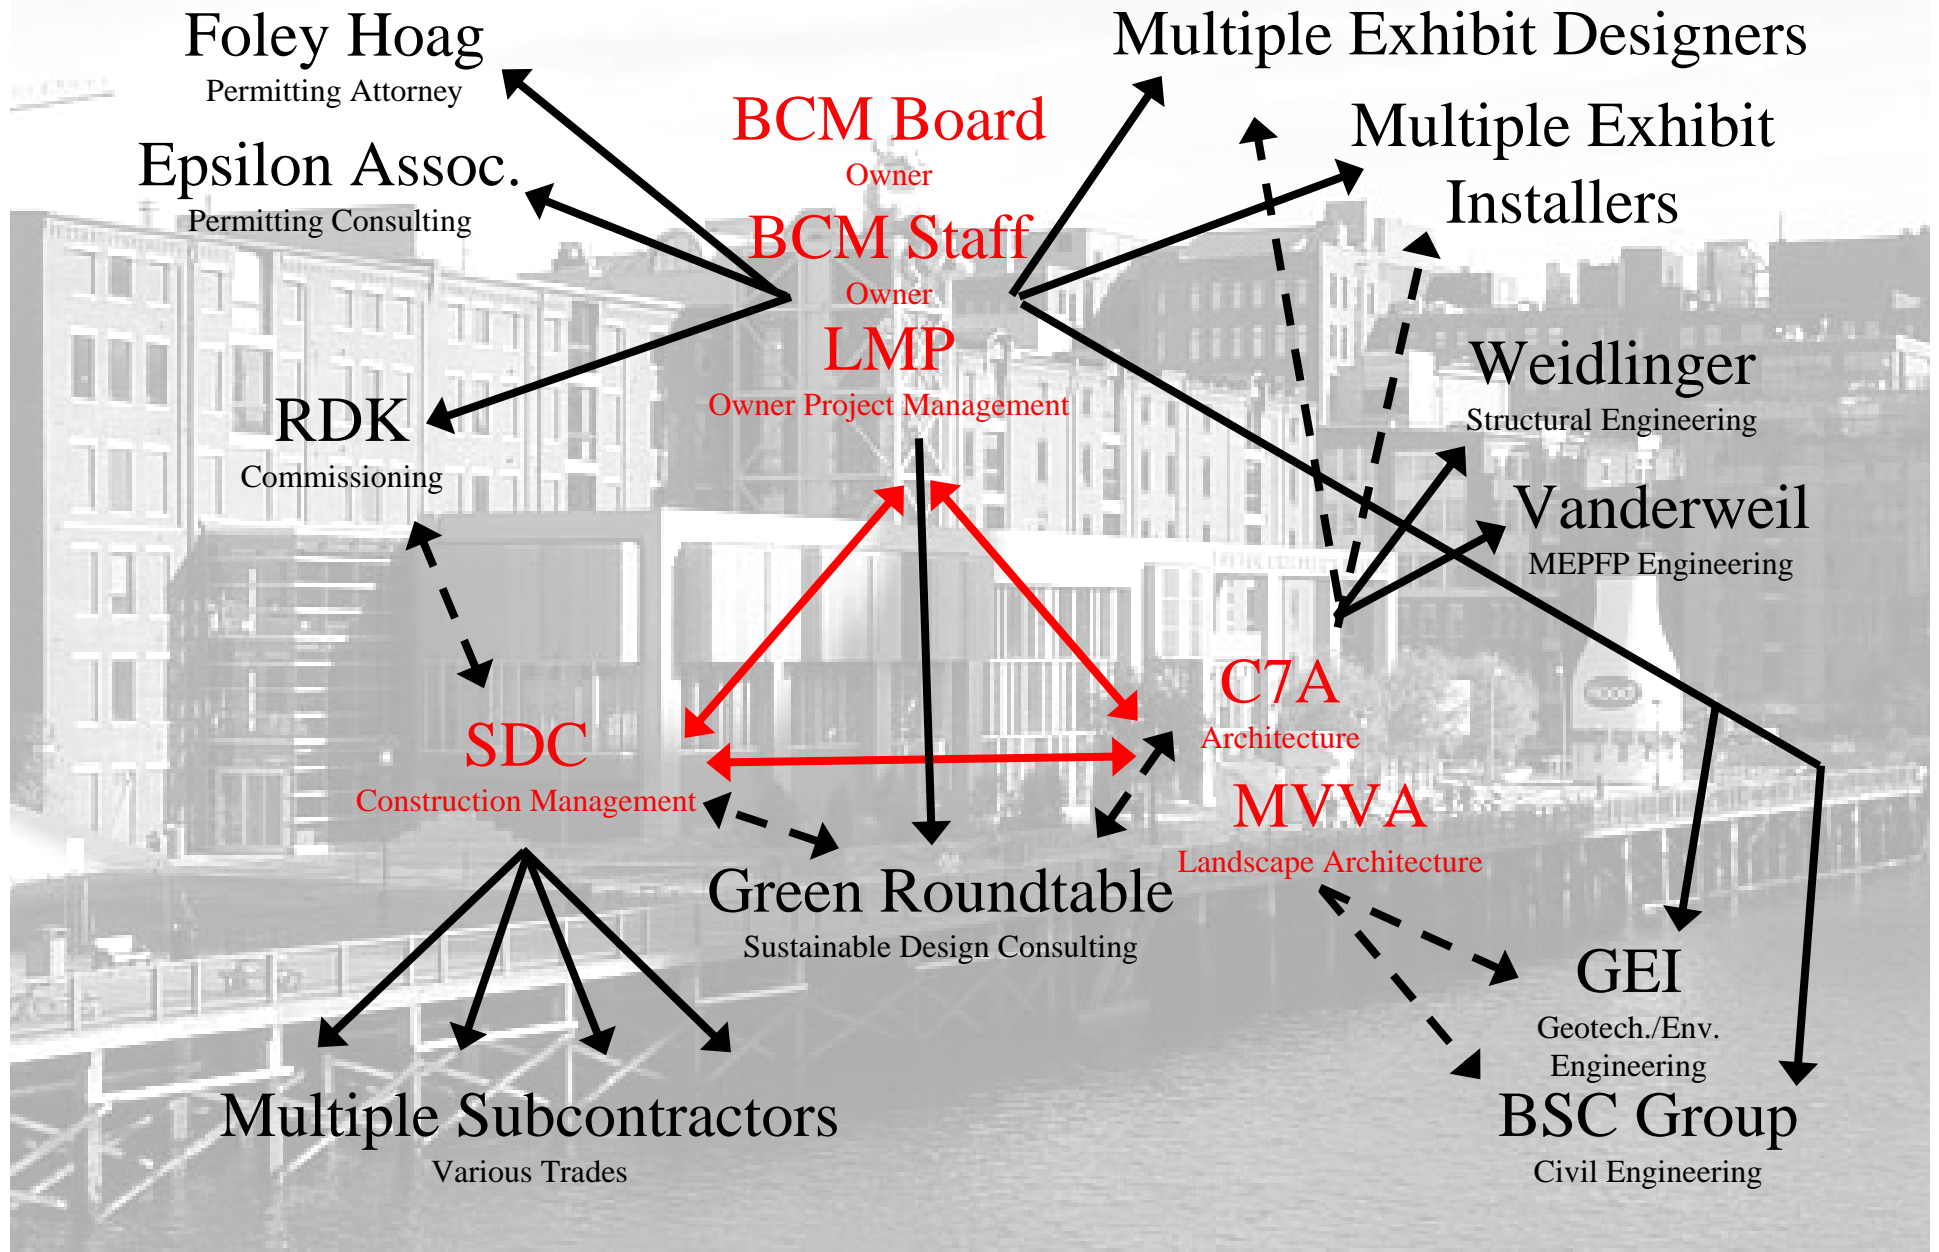 Foley Hoag
Permitting Attorney
Epsilon Assoc.
Permitting Consulting
BCM Board
Owner
BCM Staff
Owner
LMP
Owner Project Management
Multiple Exhibit Designers
Multiple Exhibit
Installers
RDK
Commissioning
Weidlinger
Structural Engineering
Vanderweil
MEPFP Engineering
SDC
Construction Management
C7A
Architecture
MVVA
Landscape Architecture
Green Roundtable
Sustainable Design Consulting
GEI
Geotech./Env.
Engineering
BSC Group
Civil Engineering
Multiple Subcontractors
Various Trades